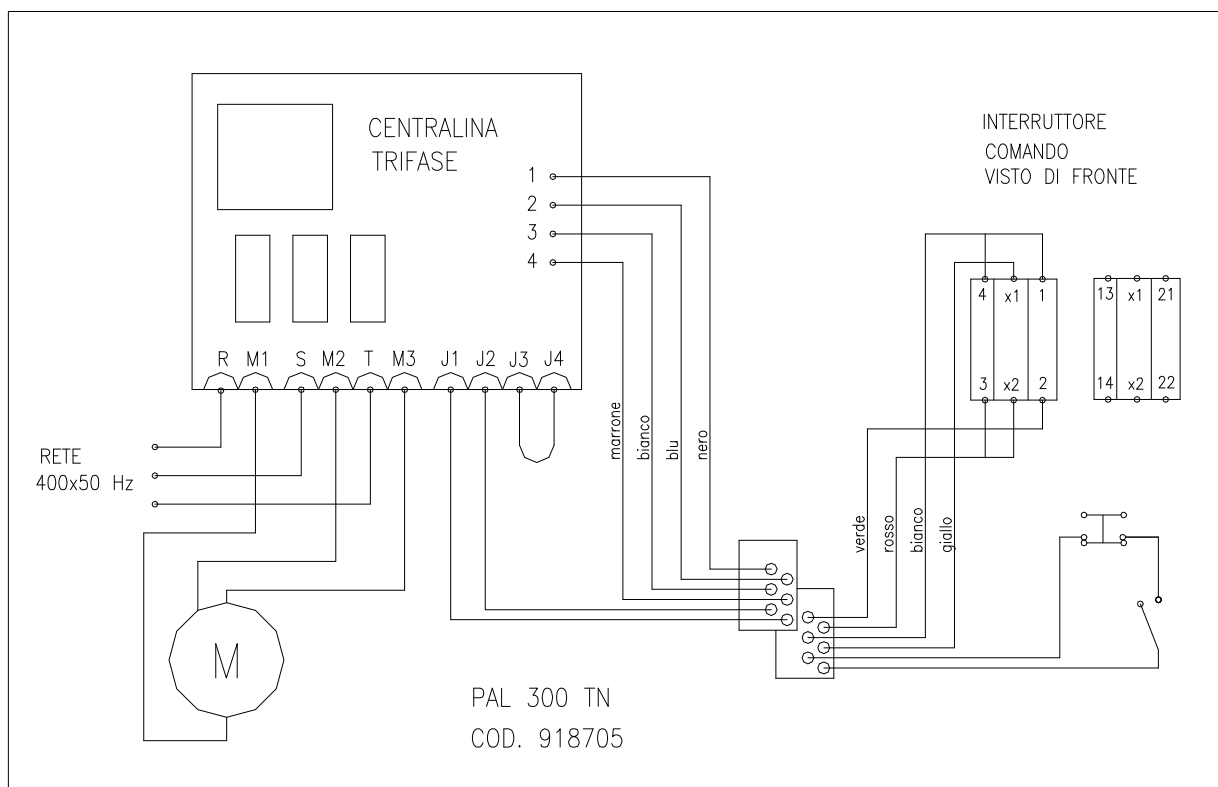 CENTRALINA
TRIFASE
1
2
3
4
R M1 S M2 T M3 J1 J2 J3 J4
RETE
400x50 Hz
M
marrone
bianco
blu
nero
INTERRUTTORE
COMANDO
VISTO DI FRONTE
4 x1 1
3 x2 2
13 x1 21
14 x2 22
verde
rosso
bianco
giallo
PAL 300 TN
COD. 918705